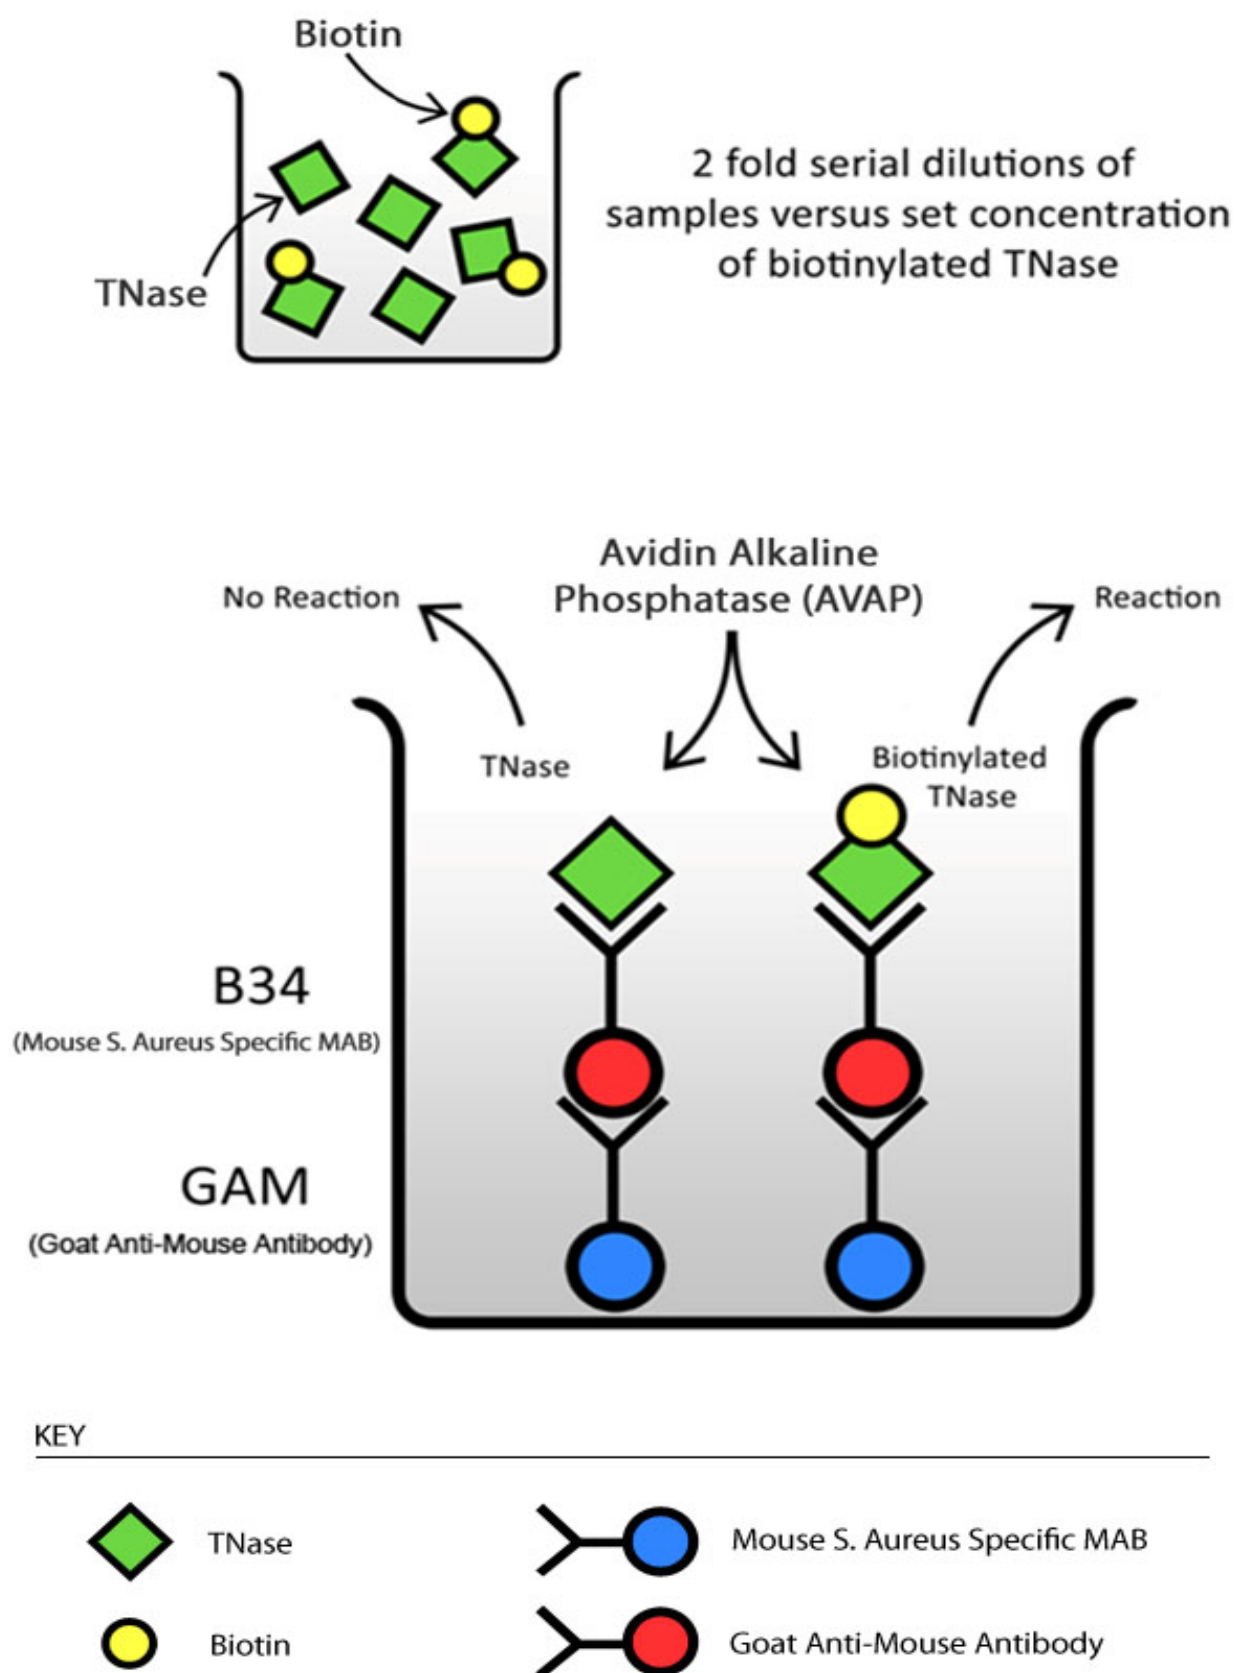 Biotin
2 fold serial dilutions of
samples versus set concentration
of biotinylated TNase
TNase
Avidin Alkaline
Phosphatase (AVAP)
No Reaction
Reaction
TNase
Biotinylated
TNase
B34
(Mouse S. Aureus Specific MAB)
GAM
(Goat Anti-Mouse Antibody)
KEY
TNase
Mouse S. Aureus Specific MAB
Biotin
Goat Anti-Mouse Antibody